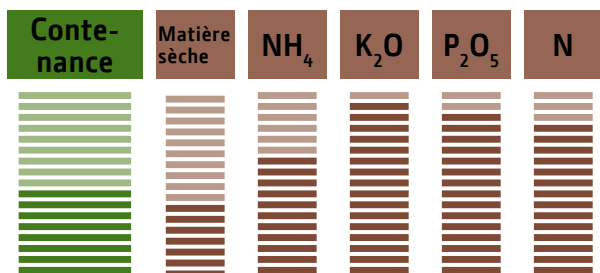 Conte-
nance
Matière
sèche
NH₄
K₂O
P₂O₅
N